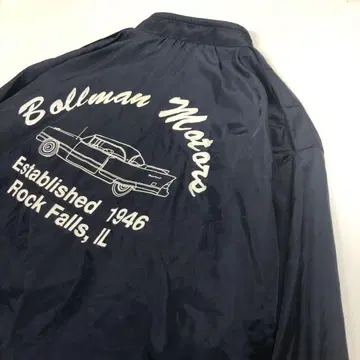 Bollman Motors
Established 1946
Rock Falls, IL